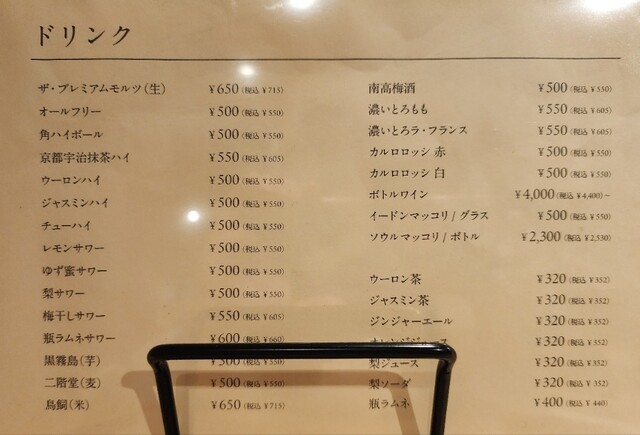 ドリンク
ザ・プレミアムモルツ(生) ¥650(税込 ¥715)
オールフリー ¥500(税込 ¥550)
角ハイボール ¥500(税込 ¥550)
京都宇治抹茶ハイ ¥550(税込 ¥605)
ウーロンハイ ¥500(税込 ¥550)
ジャスミンハイ ¥500(税込 ¥550)
チューハイ ¥500(税込 ¥550)
レモンサワー ¥500(税込 ¥550)
ゆず蜜サワー ¥500(税込 ¥550)
梨サワー ¥500(税込 ¥550)
梅干しサワー ¥550(税込 ¥605)
瓶ラムネサワー ¥600(税込 ¥660)
黒霧島(芋) ¥500(税込 ¥550)
二階堂(麦) ¥500(税込 ¥550)
鳥飼(米) ¥650(税込 ¥715)
南高梅酒 ¥500(税込 ¥550)
濃いとろもも ¥550(税込 ¥605)
濃いとろラ・フランス ¥550(税込 ¥605)
カルロロッシ 赤 ¥500(税込 ¥550)
カルロロッシ 白 ¥500(税込 ¥550)
ボトルワイン ¥4,000(税込 ¥4,400)~
イードンマッコリ/グラス ¥500(税込 ¥550)
ソウルマッコリ/ボトル ¥2,300(税込 ¥2,530)
ウーロン茶 ¥320(税込 ¥352)
ジャスミン茶 ¥320(税込 ¥352)
ジンジャーエール ¥320(税込 ¥352)
¥320(税込 ¥352)
梨ジュース ¥320(税込 ¥352)
梨ソーダ ¥320(税込 ¥352)
瓶ラムネ ¥400(税込 ¥440)